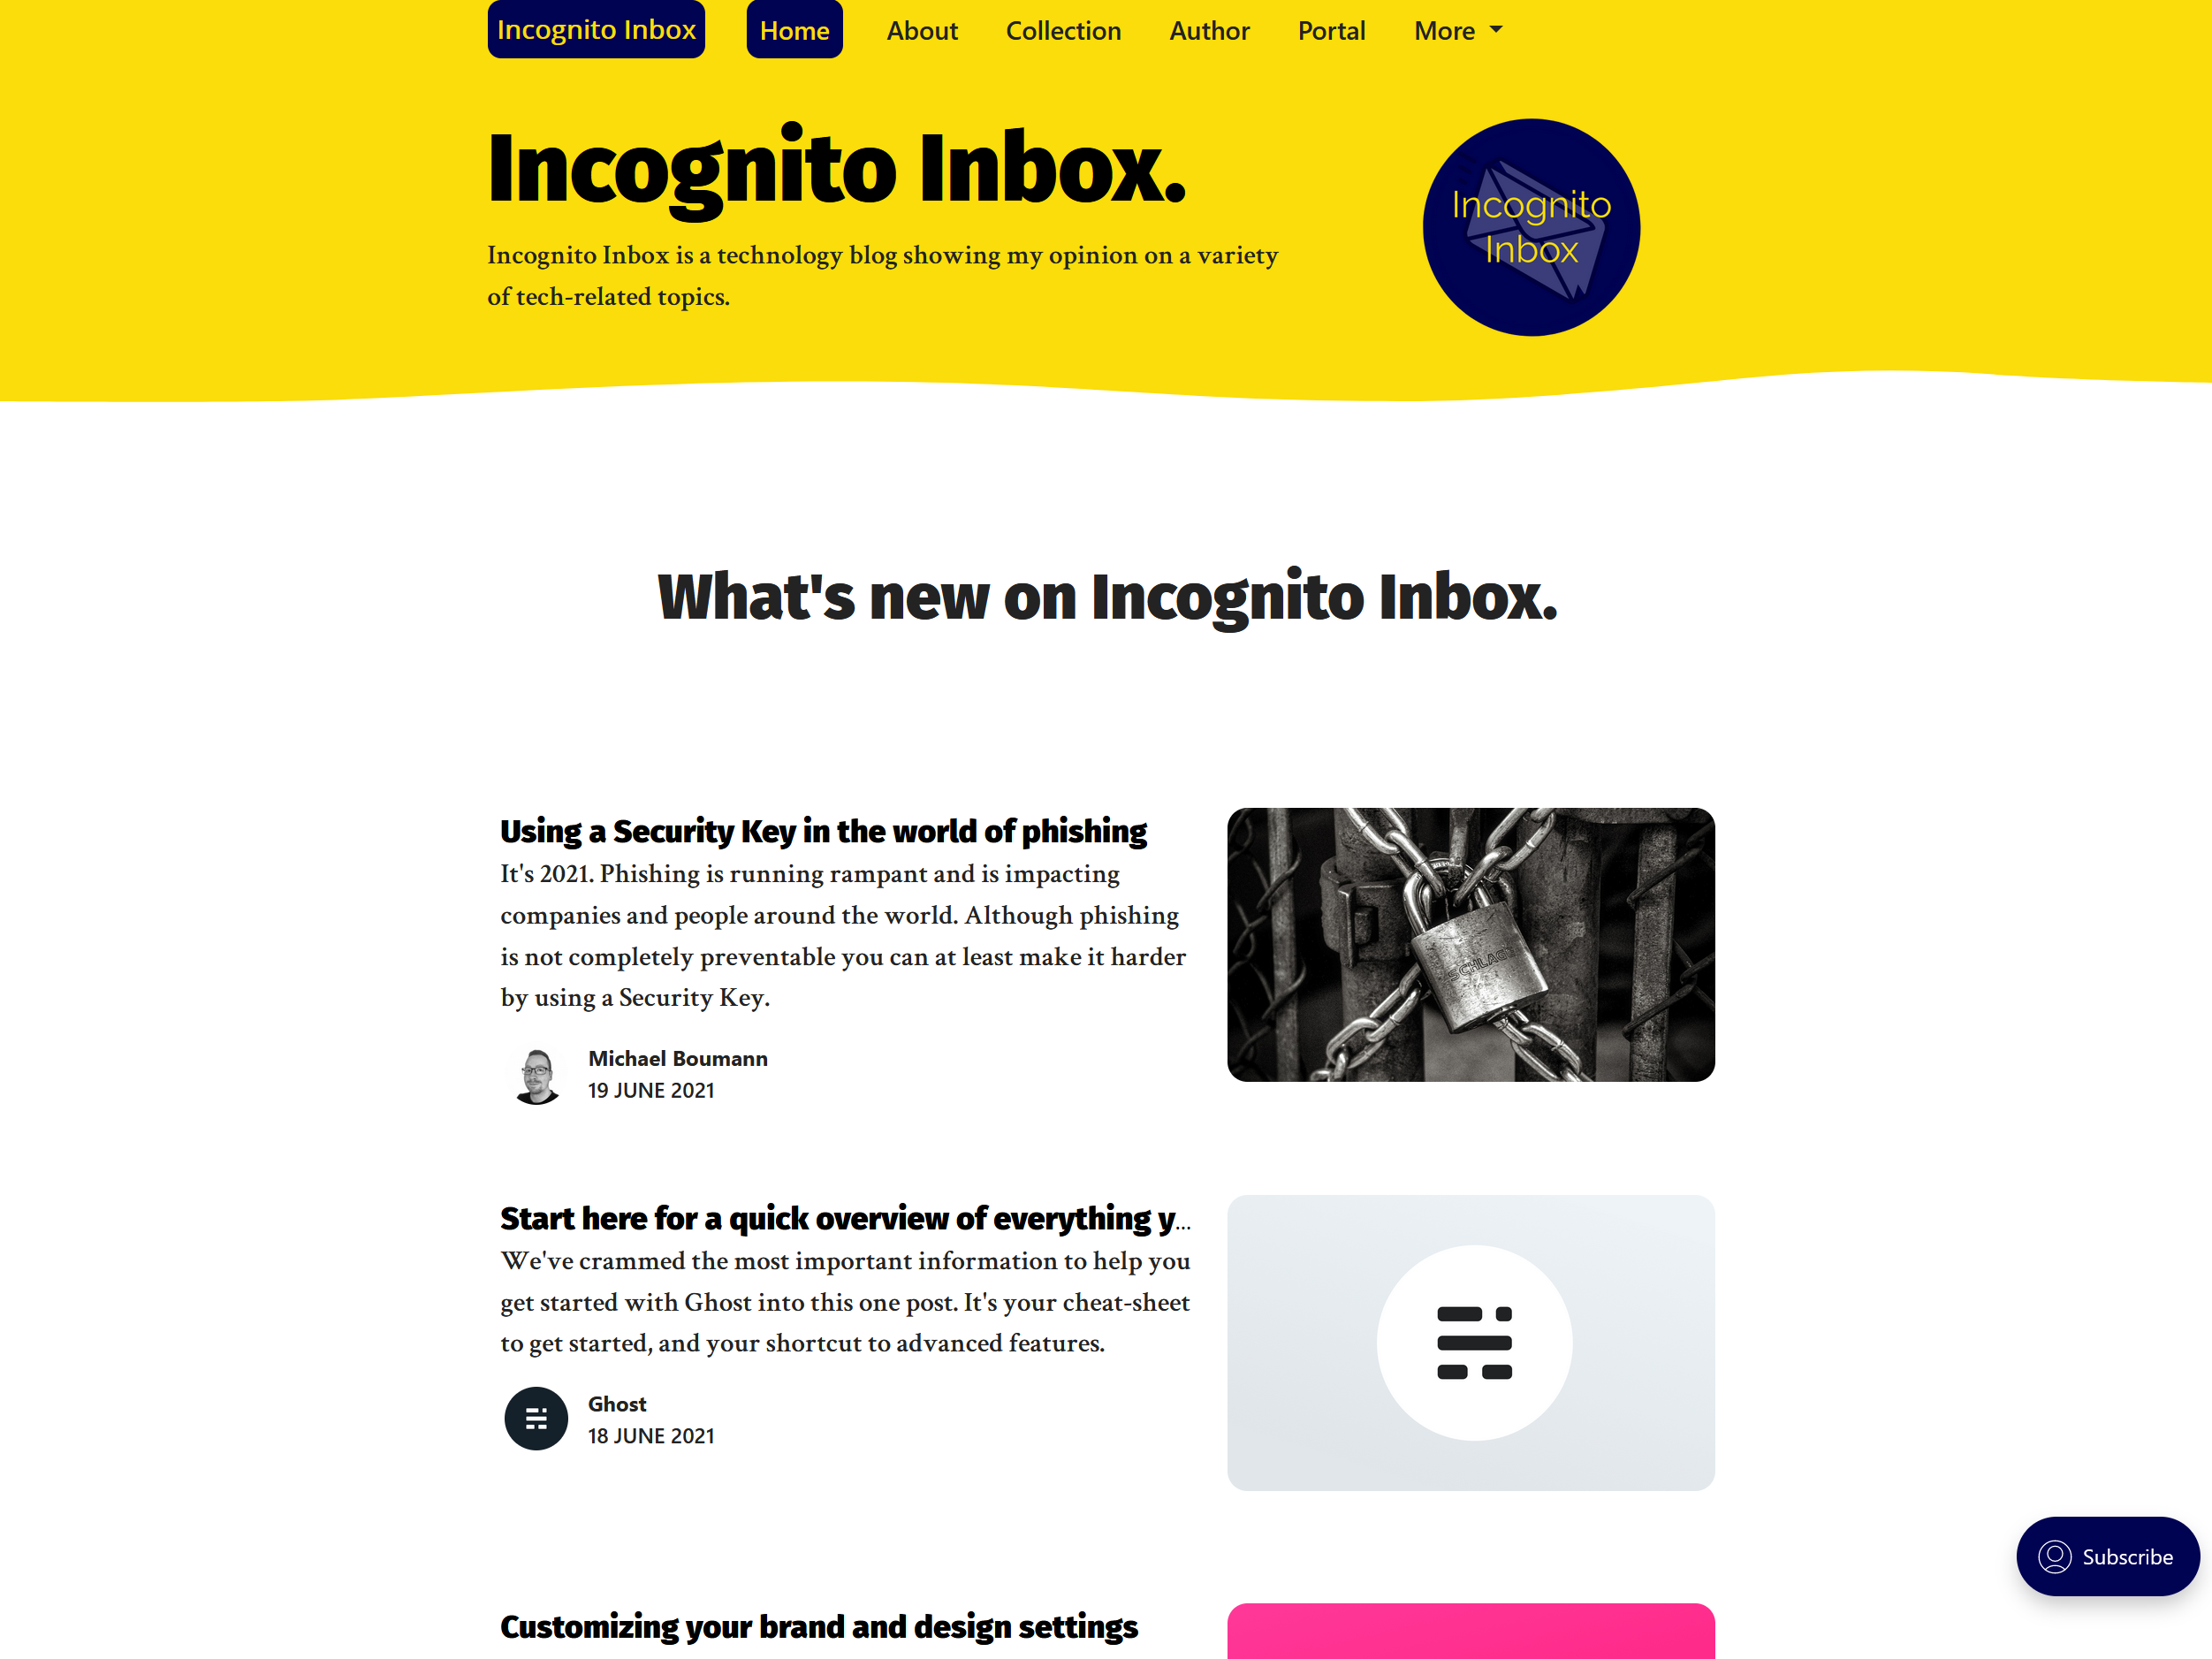 Incognito Inbox Home About Collection Author Portal More
Incognito Inbox.
Incognito Inbox is a technology blog showing my opinion on a variety
of tech-related topics.
Incognito
Inbox
What's new on Incognito Inbox.
Using a Security Key in the world of phishing
It's 2021. Phishing is running rampant and is impacting
companies and people around the world. Although phishing
is not completely preventable you can at least make it harder
by using a Security Key.
SCHLAGE
Michael Boumann
19 JUNE 2021
Start here for a quick overview of everything y...
We've crammed the most important information to help you
get started with Ghost into this one post. It's your cheat-sheet
to get started, and your shortcut to advanced features.
Ghost
18 JUNE 2021
Subscribe
Customizing your brand and design settings